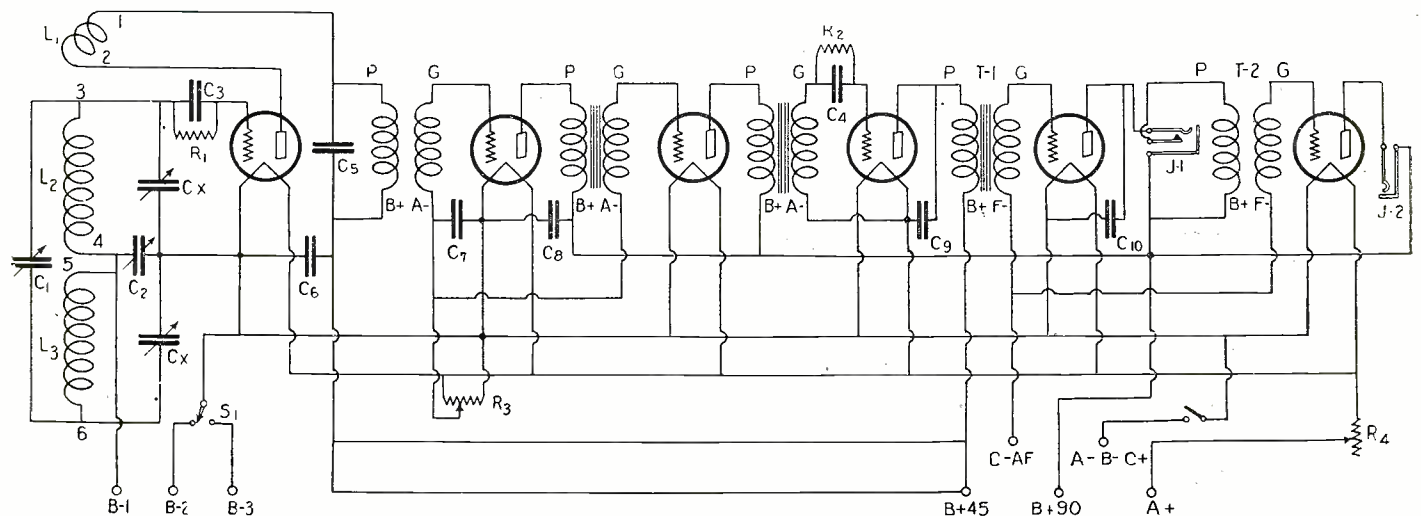 L1
1
2
3
C3
R1
L2
CX
C1
4
5
C2
L3
CX
6
S1
B-1
B-2
B-3
C5
C6
P
G
B+ A-
C7
R3
P
G
C8
B+ A-
P
G
R2
C4
B+ A-
C9
P
T-1
G
B+ F-
C10
J-1
P
T-2
G
B+ F-
J-2
C-AF
A- B- C+
R4
B+45
B+90
A+